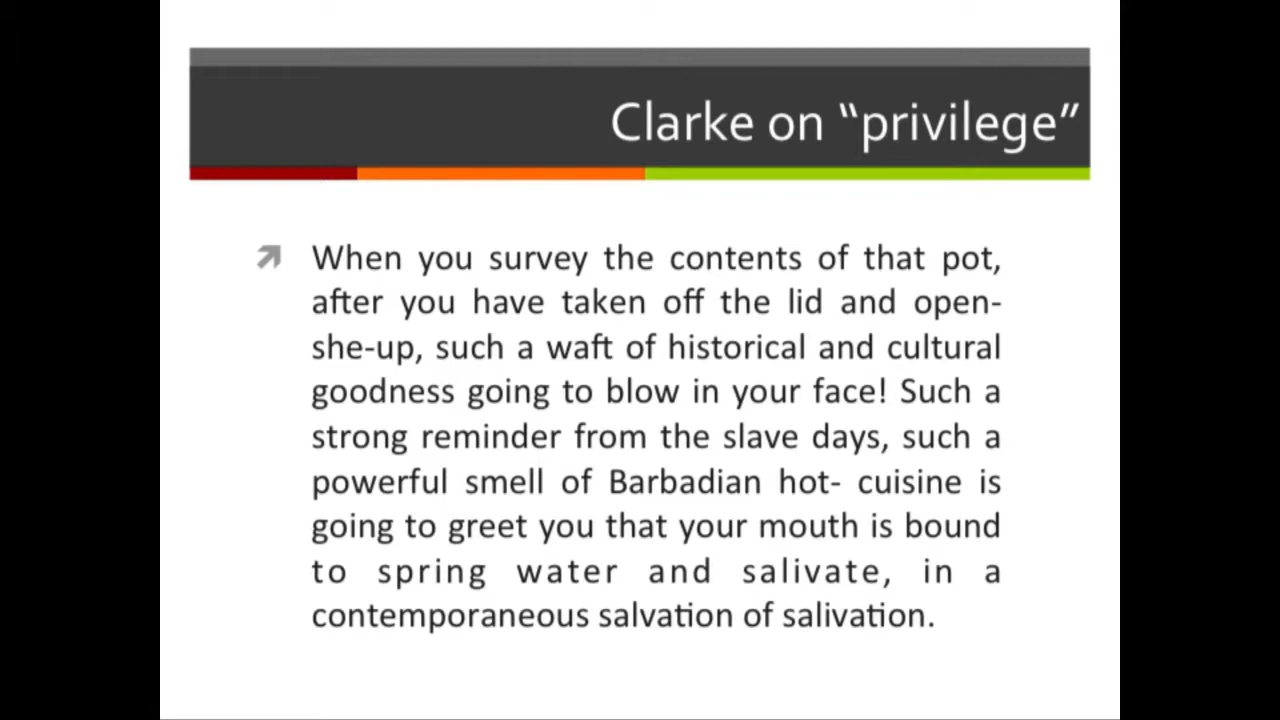 Clarke on “privilege”
When you survey the contents of that pot,
after you have taken off the lid and open-
she-up, such a waft of historical and cultural
goodness going to blow in your face! Such a
strong reminder from the slave days, such a
powerful smell of Barbadian hot- cuisine is
going to greet you that your mouth is bound
to spring water and salivate, in a
contemporaneous salvation of salivation.